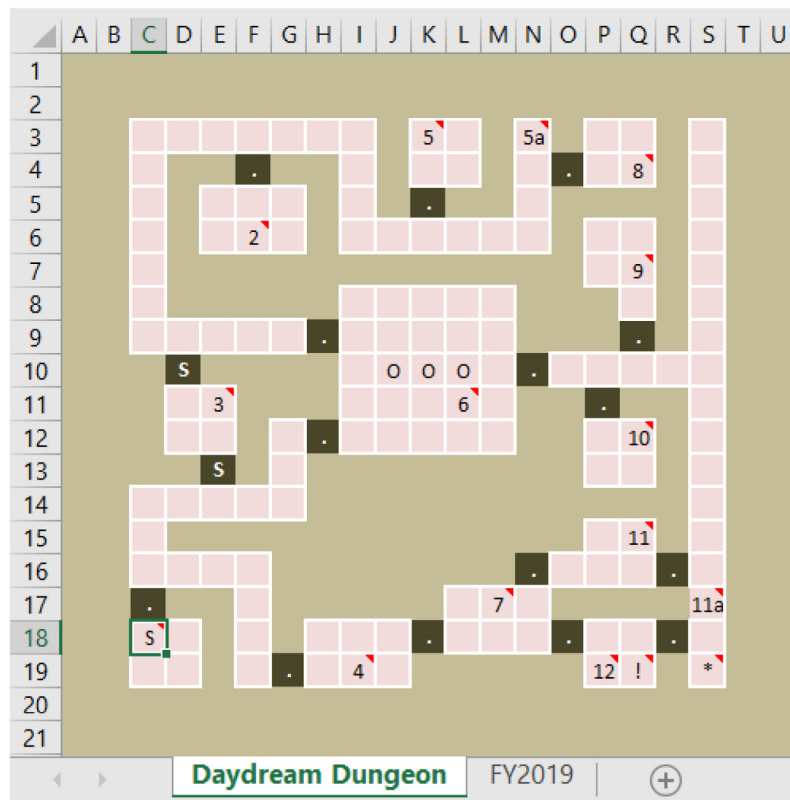 A B C D E F G H I J K L M N O P Q R S T U
1
2
3 5 5a
4 . . 8
5 .
6 2
7 9
8
9 . .
10 S O O O .
11 3 6 .
12 . 10
13 S
14
15 11
16 . .
17 . 7 11a
18 S . . .
19 . 4 12 ! *
20
21
Daydream Dungeon FY2019